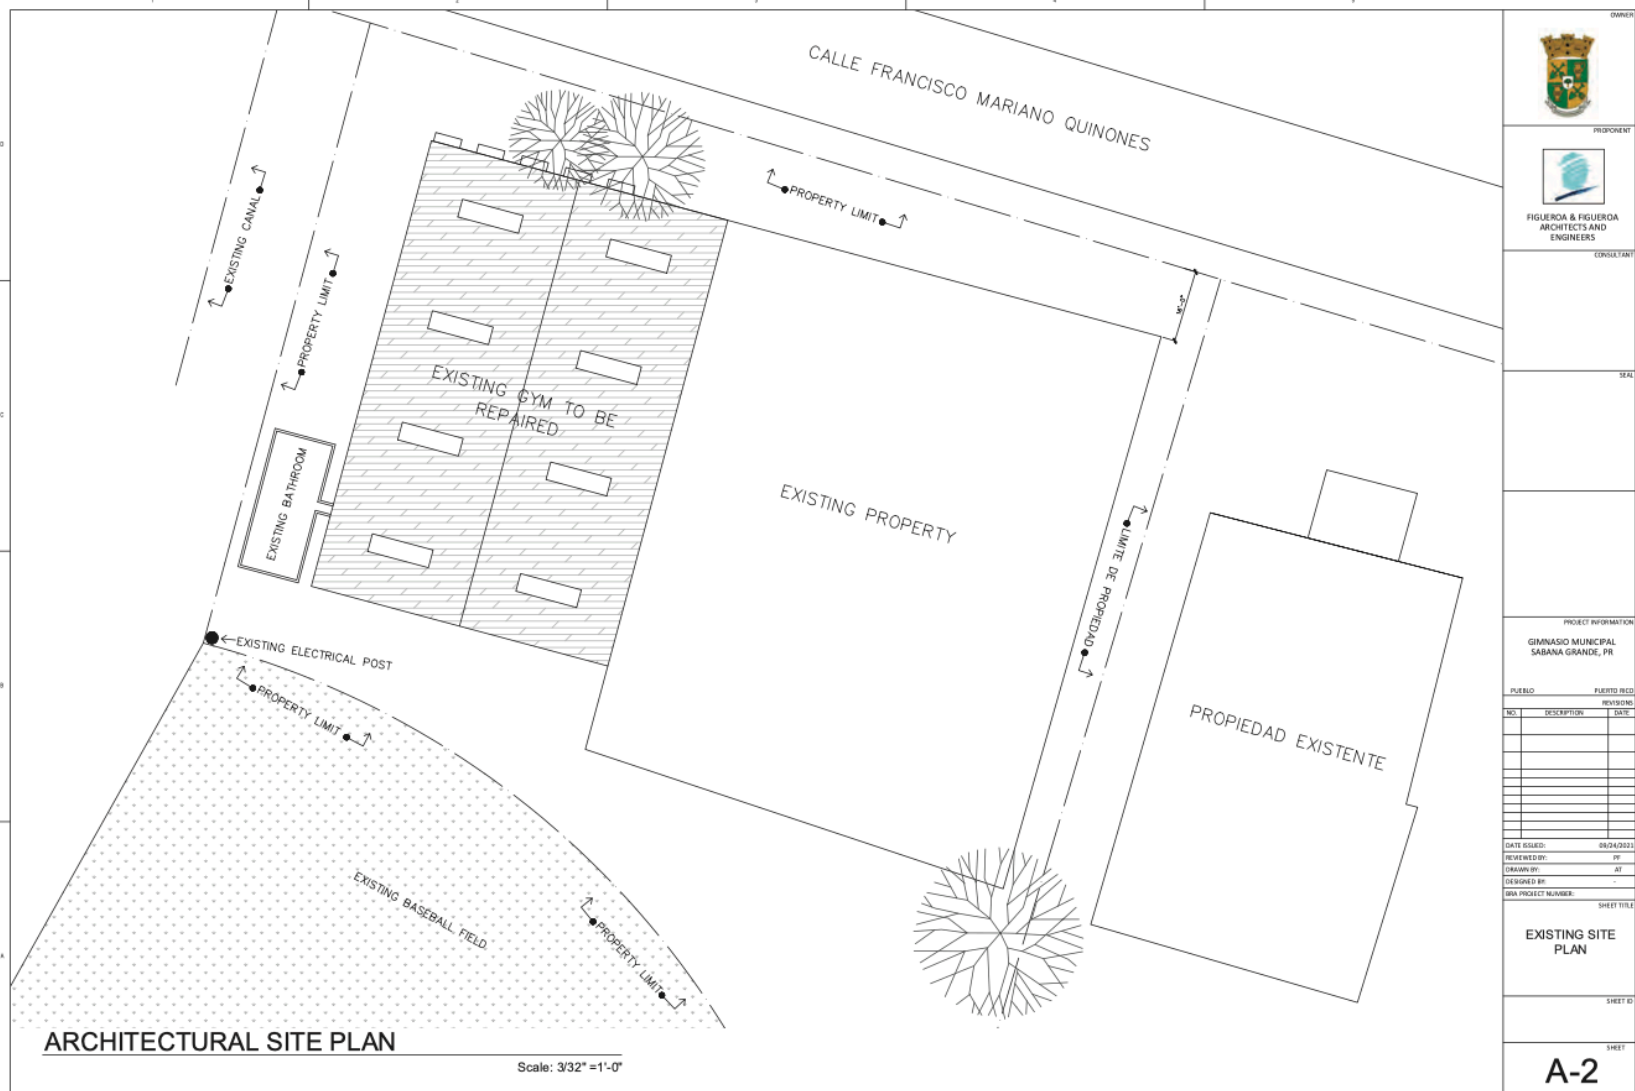 CALLE FRANCISCO MARIANO QUINONES
PROPERTY LIMIT
EXISTING CANAL
PROPERTY LIMIT
EXISTING GYM TO BE
REPAIRED
EXISTING BATHROOM
EXISTING PROPERTY
LIMITE DE PROPIEDAD
PROPIEDAD EXISTENTE
EXISTING ELECTRICAL POST
PROPERTY LIMIT
EXISTING BASEBALL FIELD
PROPERTY LIMIT
ARCHITECTURAL SITE PLAN
Scale: 3/32" =1'-0"
OWNER
PROPONENT
FIGUEROA & FIGUEROA
ARCHITECTS AND
ENGINEERS
CONSULTANT
SEAL
PROJECT INFORMATION
GIMNASIO MUNICIPAL
SABANA GRANDE, PR
PUEBLO PUERTO RICO
REVISIONS
NO. DESCRIPTION DATE
DATE ISSUED: 09/24/2021
REVIEWED BY: PF
DRAWN BY: AT
DESIGNED BY: -
BRA PROJECT NUMBER:
SHEET TITLE
EXISTING SITE
PLAN
SHEET ID
SHEET
A-2